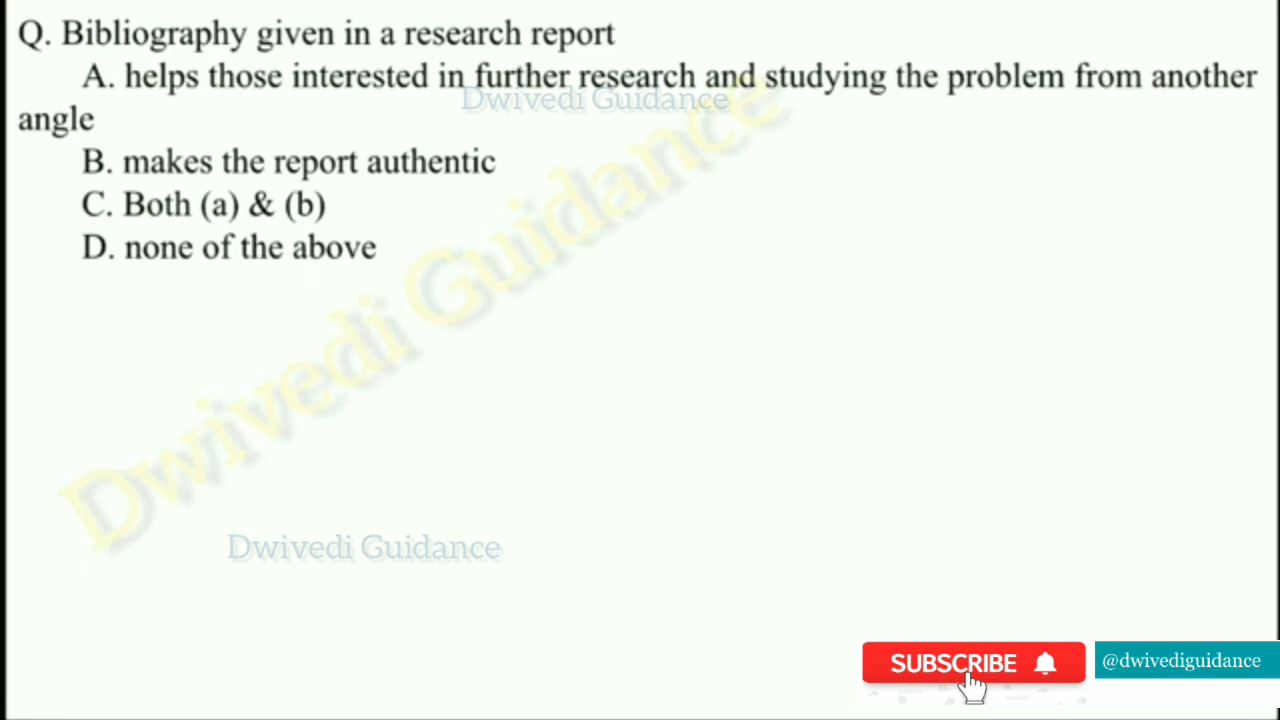 Q. Bibliography given in a research report
A. helps those interested in further research and studying the problem from another
angle
Dwivedi Guidance
B. makes the report authentic
C. Both (a) & (b)
D. none of the above
Dwivedi Guidance
Dwivedi Guidance
SUBSCRIBE
@dwivediguidance